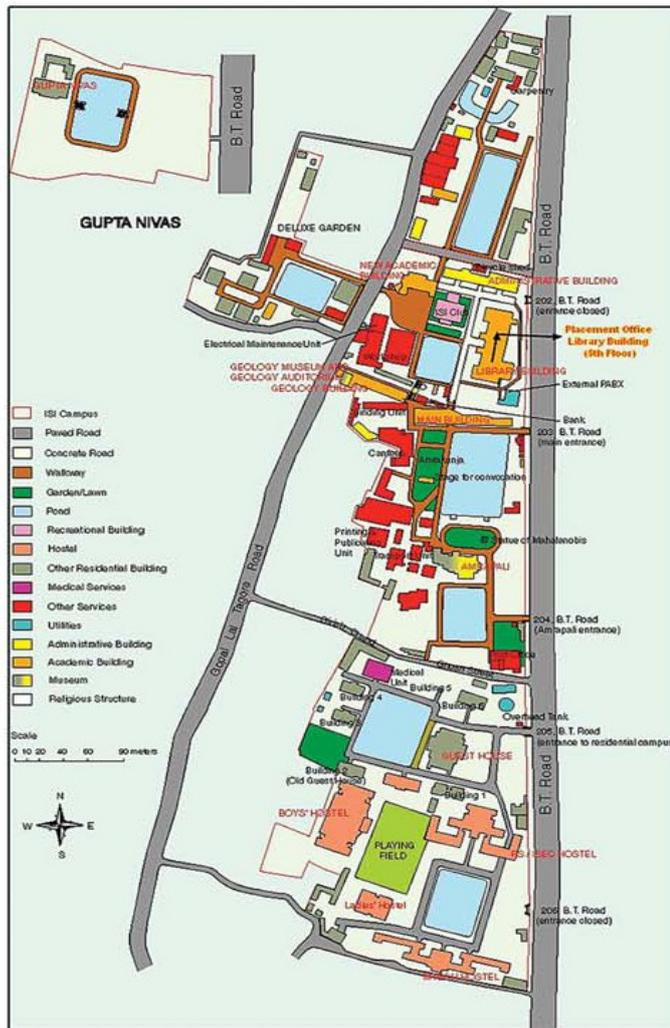 GUPTA NIVAS
B.T. Road
GUPTA NIVAS
Carpentry
B.T. Road
DELUXE GARDEN
NEW ACADEMIC
BUILDING
ADMINISTRATIVE BUILDING
ISI Club
202, B.T. Road
(entrance closed)
Placement Office
Library Building
(5th Floor)
Electrical Maintenance Unit
Workshop
GEOLOGY MUSEUM AND
GEOLOGY AUDITORIUM
GEOLOGY BUILDING
LIBRARY BUILDING
External PABX
Bank
MAIN BUILDING
203, B.T. Road
(main entrance)
Canteen
Amrakunja
Stage for convocation
Printing &
Publication
Unit
Statue of Mahalanobis
AMRAPALI
204, B.T. Road
(Amrapali entrance)
Gopal Lal Tagore Road
Medical
Unit
Building 5
Building 4
Building 6
Building 3
Overhead Tank
205, B.T. Road
(entrance to residential campus)
GUEST HOUSE
Building 2
(Old Guest House)
Building 1
B.T. Road
BOYS' HOSTEL
PLAYING
FIELD
RS / ISEC HOSTEL
Ladies' Hostel
206, B.T. Road
(entrance closed)
ISI Campus
Paved Road
Concrete Road
Walkway
Garden/Lawn
Pond
Recreational Building
Hostel
Other Residential Building
Medical Services
Other Services
Utilities
Administrative Building
Academic Building
Museum
Religious Structure
Scale
0 10 20 40 60 90 meters
N
W E
S